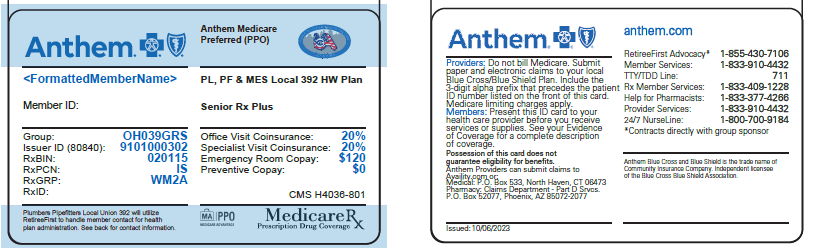 Anthem
Anthem Medicare
Preferred (PPO)
<FormattedMemberName>
PL, PF & MES Local 392 HW Plan
Member ID:
Senior Rx Plus
Group: OH039GRS
Issuer ID (80840): 9101000302
RxBIN: 020115
RxPCN: IS
RxGRP: WM2A
RxID:
Office Visit Coinsurance: 20%
Specialist Visit Coinsurance: 20%
Emergency Room Copay: $120
Preventive Copay: $0
CMS H4036-801
Plumbers Pipefitters Local Union 392 will utilize
RetireeFirst to handle member contact for health
plan administration. See back for contact information.
MA PPO
MEDICARE ADVANTAGE
MedicareRx
Prescription Drug Coverage
Anthem
anthem.com
Providers: Do not bill Medicare. Submit
paper and electronic claims to your local
Blue Cross/Blue Shield Plan. Include the
3-digit alpha prefix that precedes the patient
ID number listed on the front of this card.
Medicare limiting charges apply.
Members: Present this ID card to your
health care provider before you receive
services or supplies. See your Evidence
of Coverage for a complete description
of coverage.
Possession of this card does not
guarantee eligibility for benefits.
Anthem Providers can submit claims to
Availity.com or:
Medical: P.O. Box 533, North Haven, CT 06473
Pharmacy: Claims Department - Part D Srvcs.
P.O. Box 52077, Phoenix, AZ 85072-2077
Issued: 10/06/2023
RetireeFirst Advocacy* 1-855-430-7106
Member Services: 1-833-910-4432
TTY/TDD Line: 711
Rx Member Services: 1-833-409-1228
Help for Pharmacists: 1-833-377-4266
Provider Services: 1-833-910-4432
24/7 NurseLine: 1-800-700-9184
*Contracts directly with group sponsor
Anthem Blue Cross and Blue Shield is the trade name of
Community Insurance Company. Independent licensee
of the Blue Cross Blue Shield Association.